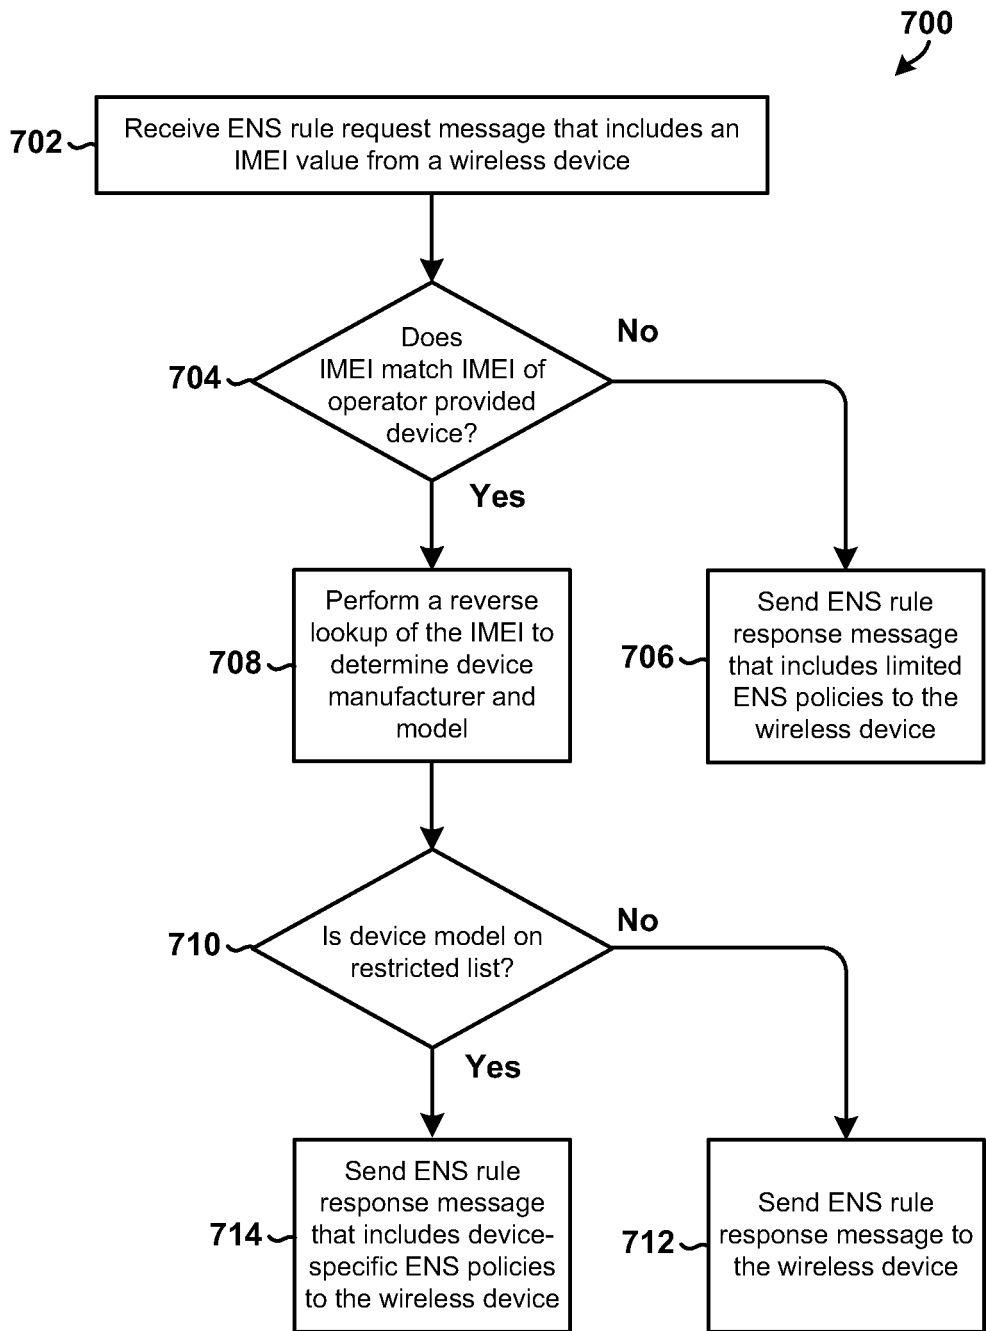 700
702
Receive ENS rule request message that includes an
IMEI value from a wireless device
704
Does
IMEI match IMEI of
operator provided
device?
No
Yes
708
Perform a reverse
lookup of the IMEI to
determine device
manufacturer and
model
706
Send ENS rule
response message
that includes limited
ENS policies to the
wireless device
710
Is device model on
restricted list?
No
Yes
714
Send ENS rule
response message
that includes device-
specific ENS policies
to the wireless device
712
Send ENS rule
response message to
the wireless device